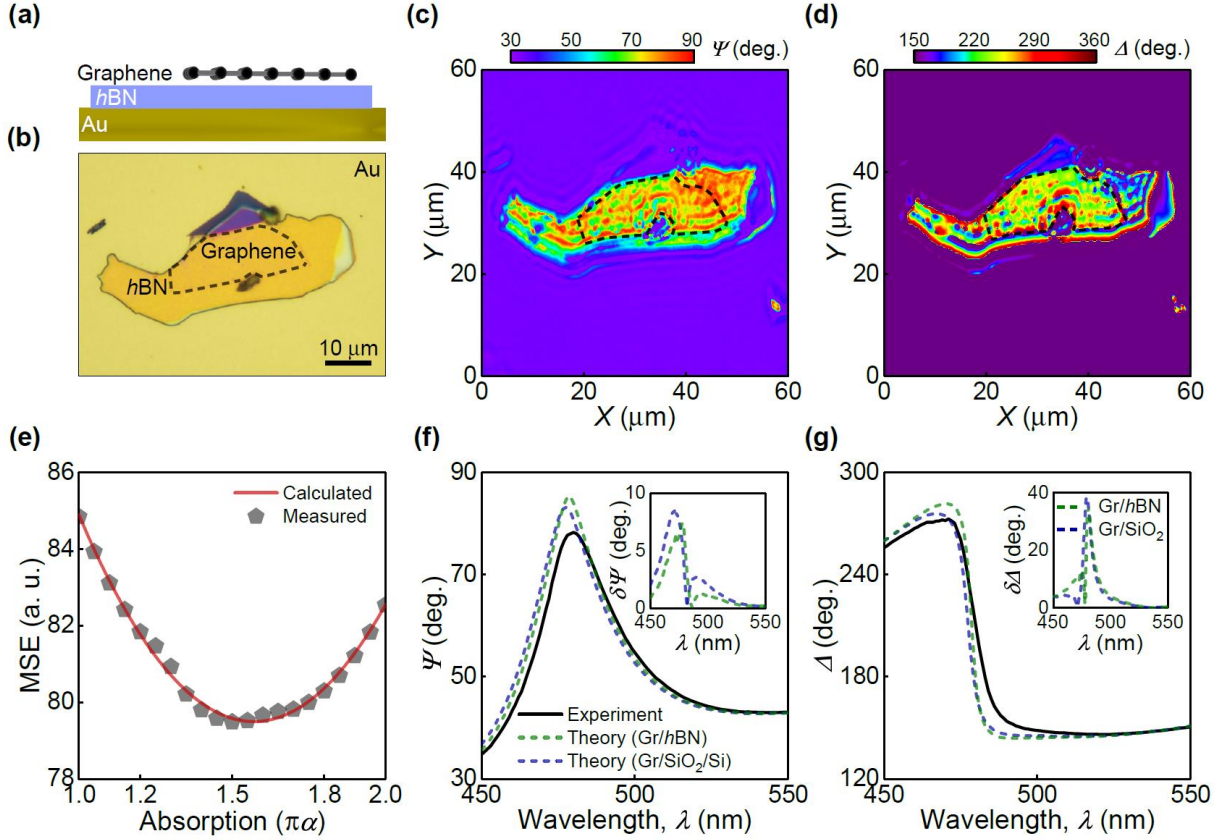 (a)
Graphene
hBN
Au
(b)
Au
Graphene
hBN
10 μm
(c)
30 50 70 90 Ψ (deg.)
60
40
20
0
Y (μm)
0 20 40 60
X (μm)
(d)
150 220 290 360 Δ (deg.)
60
40
20
0
Y (μm)
0 20 40 60
X (μm)
(e)
86
84
82
80
78
MSE (a. u.)
Calculated
Measured
1.0 1.2 1.5 1.8 2.0
Absorption (πα)
(f)
90
70
50
30
Ψ (deg.)
10
5
0
δΨ (deg.)
450 500 550
λ (nm)
Experiment
Theory (Gr/hBN)
Theory (Gr/SiO₂/Si)
450 500 550
Wavelength, λ (nm)
(g)
300
240
180
120
Δ (deg.)
40
30
20
10
0
δΔ (deg.)
Gr/hBN
Gr/SiO₂
450 500 550
λ (nm)
450 500 550
Wavelength, λ (nm)